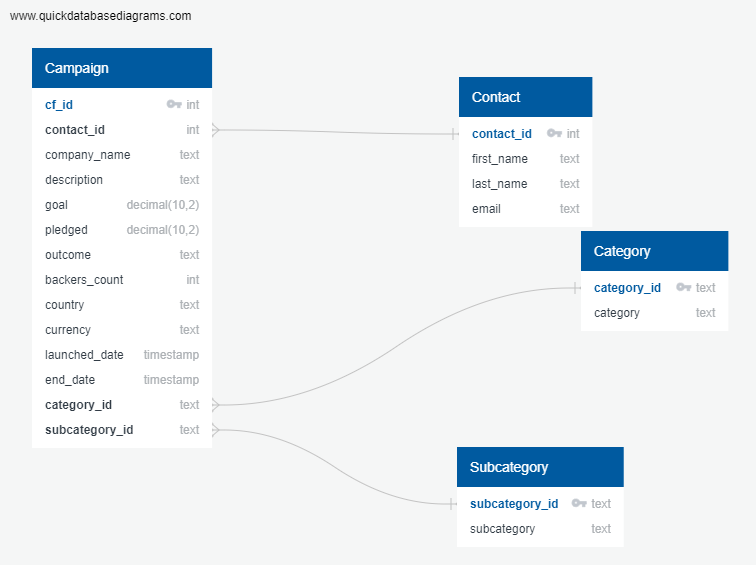 www.quickdatabasediagrams.com
Campaign
cf_id int
contact_id int
company_name text
description text
goal decimal(10,2)
pledged decimal(10,2)
outcome text
backers_count int
country text
currency text
launched_date timestamp
end_date timestamp
category_id text
subcategory_id text
Contact
contact_id int
first_name text
last_name text
email text
Category
category_id text
category text
Subcategory
subcategory_id text
subcategory text